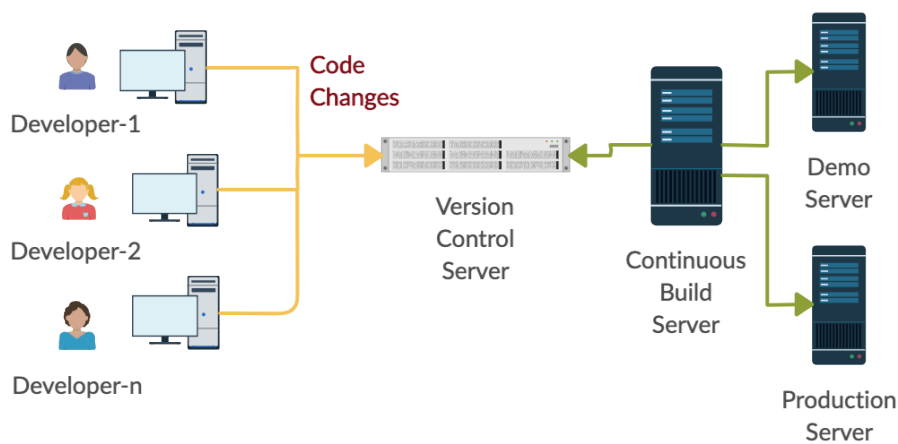 Developer-1
Developer-2
Developer-n
Code
Changes
Version
Control
Server
Continuous
Build
Server
Demo
Server
Production
Server